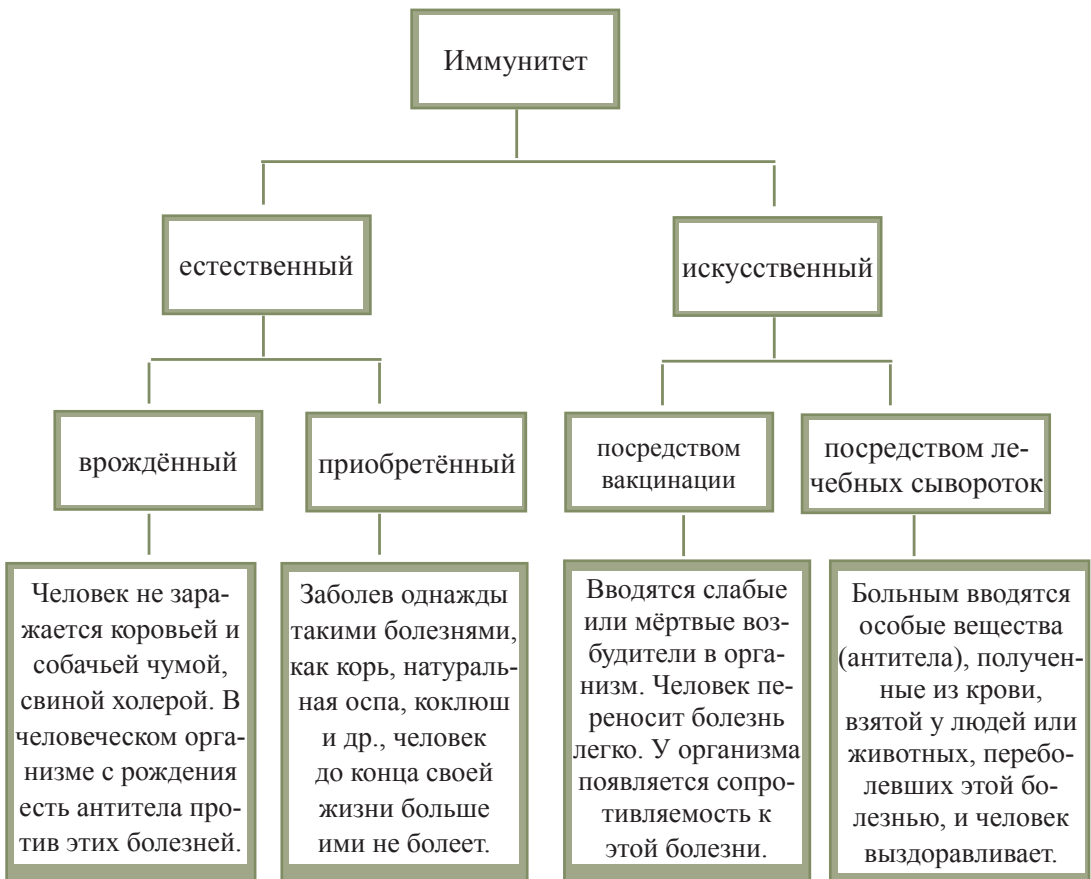 Иммунитет
естественный
искусственный
врождённый
приобретённый
посредством
вакцинации
посредством ле-
чебных сывороток
Человек не зара-
жается коровьей и
собачьей чумой,
свиной холерой. В
человеческом орга-
низме с рождения
есть антитела про-
тив этих болезней.
Заболев однажды
такими болезнями,
как корь, натураль-
ная оспа, коклюш
и др., человек
до конца своей
жизни больше
ими не болеет.
Вводятся слабые
или мёртвые воз-
будители в орга-
низм. Человек пе-
реносит болезнь
легко. У организма
появляется сопро-
тивляемость к
этой болезни.
Больным вводятся
особые вещества
(антитела), получен-
ные из крови,
взятой у людей или
животных, перебо-
левших этой бо-
лезнью, и человек
выздоравливает.